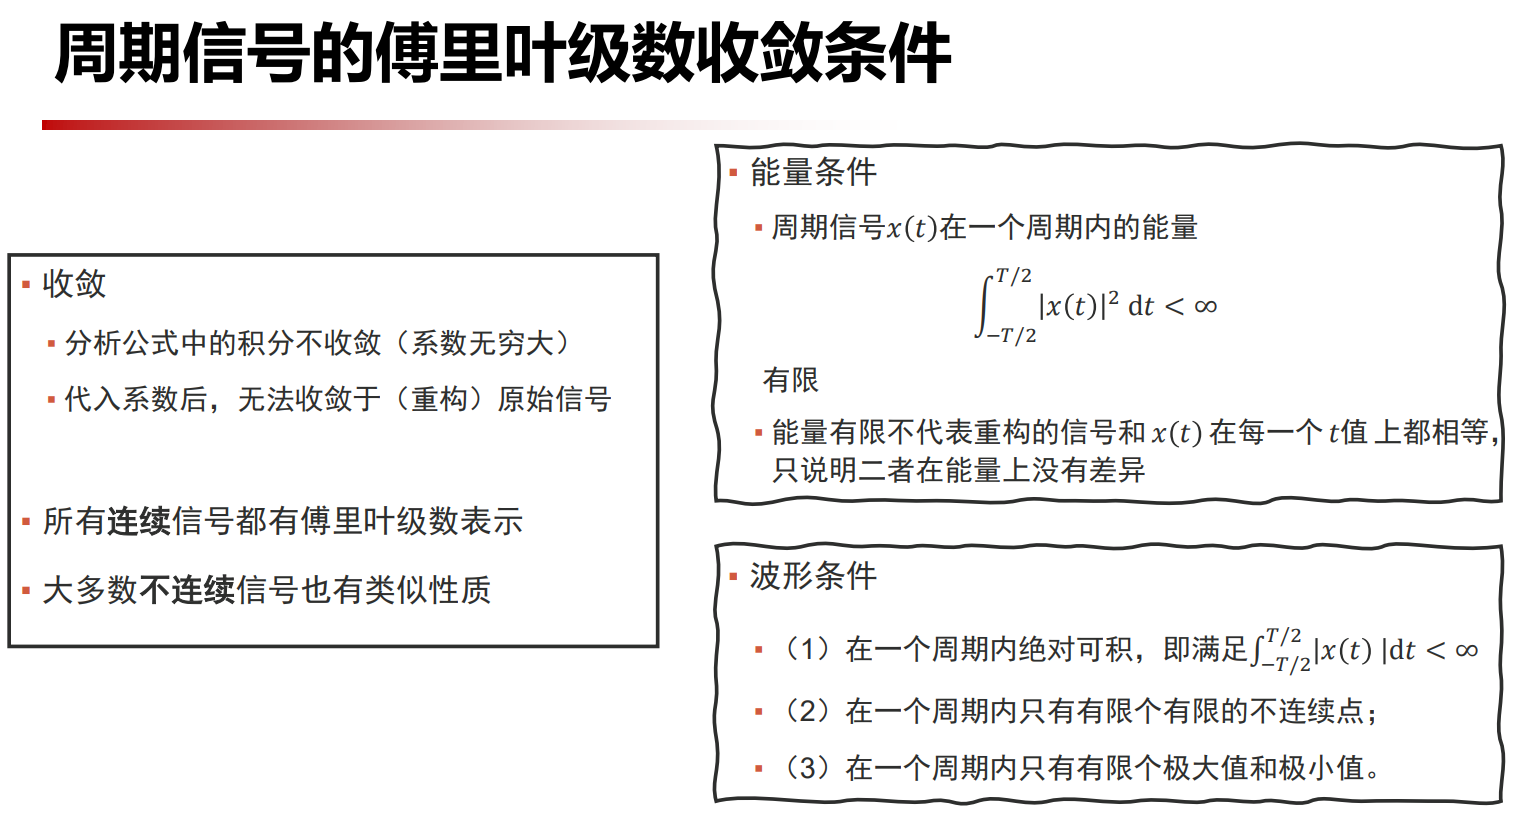 周期信号的傅里叶级数收敛条件
▪ 收敛
▪ 分析公式中的积分不收敛（系数无穷大）
▪ 代入系数后，无法收敛于（重构）原始信号
▪ 所有连续信号都有傅里叶级数表示
▪ 大多数不连续信号也有类似性质
▪ 能量条件
▪ 周期信号x(t)在一个周期内的能量
∫_{-T/2}^{T/2} |x(t)|² dt < ∞
有限
▪ 能量有限不代表重构的信号和 x(t) 在每一个 t值 上都相等，
只说明二者在能量上没有差异
▪ 波形条件
▪ （1）在一个周期内绝对可积，即满足∫_{-T/2}^{T/2}|x(t) |dt < ∞
▪ （2）在一个周期内只有有限个有限的不连续点；
▪ （3）在一个周期内只有有限个极大值和极小值。